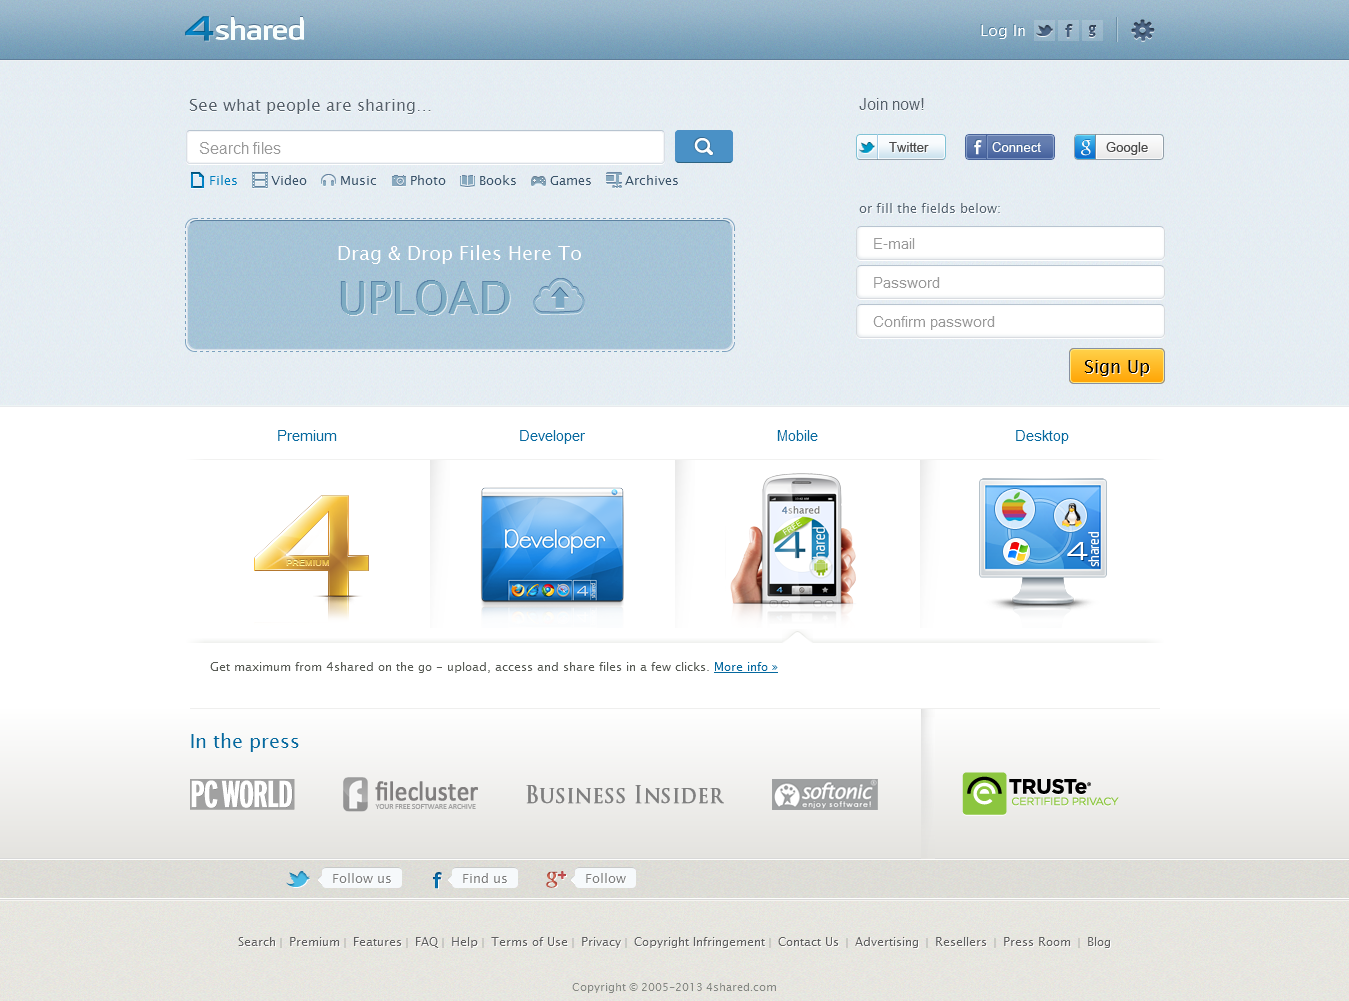 4shared
Log In
See what people are sharing...
Join now!
Search files
Twitter
Connect
Google
Files Video Music Photo Books Games Archives
or fill the fields below:
Drag & Drop Files Here To
UPLOAD
E-mail
Password
Confirm password
Sign Up
Premium Developer Mobile Desktop
PREMIUM
Developer
4shared
4shared
FREE
4shared
4shared
Get maximum from 4shared on the go - upload, access and share files in a few clicks. More info »
In the press
PC WORLD
filecluster
YOUR FREE SOFTWARE ARCHIVE
BUSINESS INSIDER
softonic
enjoy software!
TRUSTe
CERTIFIED PRIVACY
Follow us
Find us
Follow
Search | Premium | Features | FAQ | Help | Terms of Use | Privacy | Copyright Infringement | Contact Us | Advertising | Resellers | Press Room | Blog
Copyright © 2005-2013 4shared.com